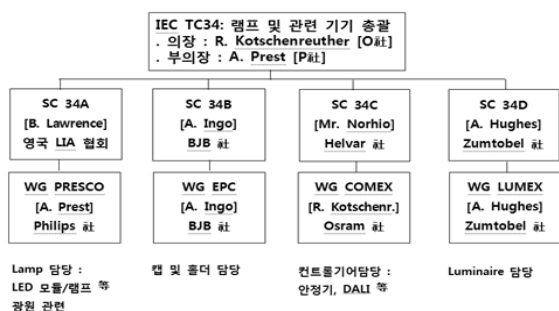 IEC TC34: 램프 및 관련 기기 총괄
. 의장 : R. Kotschenreuther [O社]
. 부의장 : A. Prest [P社]
SC 34A
[B. Lawrence]
영국 LIA 협회
SC 34B
[A. Ingo]
BJB 社
SC 34C
[Mr. Norhio]
Helvar 社
SC 34D
[A. Hughes]
Zumtobel 社
WG PRESCO
[A. Prest]
Philips 社
WG EPC
[A. Ingo]
BJB 社
WG COMEX
[R. Kotschenr.]
Osram 社
WG LUMEX
[A. Hughes]
Zumtobel 社
Lamp 담당 :
LED 모듈/램프 等
광원 관련
캡 및 홀더 담당
컨트롤기어담당 :
안정기, DALI 等
Luminaire 담당